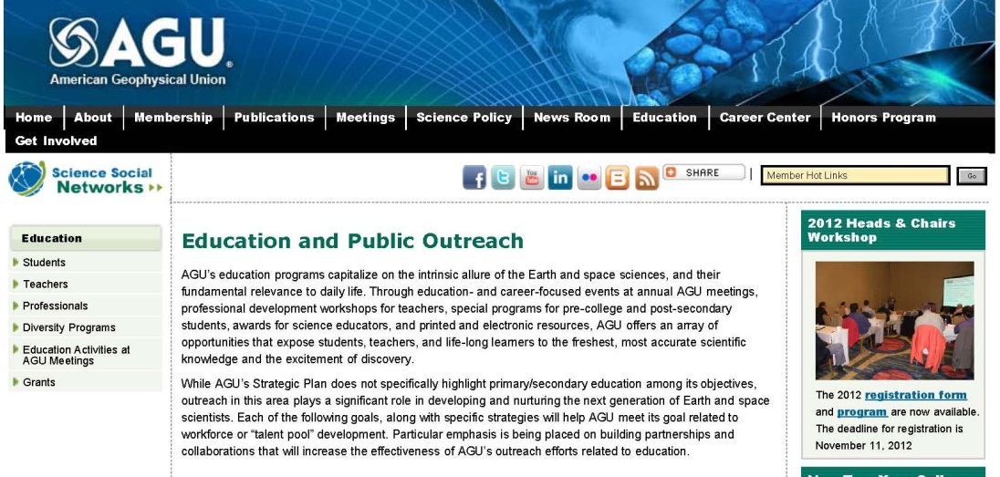 AGU
American Geophysical Union
Home About Membership Publications Meetings Science Policy News Room Education Career Center Honors Program
Get Involved
Science Social
Networks
SHARE
Member Hot Links
Go
Education
Students
Teachers
Professionals
Diversity Programs
Education Activities at
AGU Meetings
Grants
Education and Public Outreach
AGU's education programs capitalize on the intrinsic allure of the Earth and space sciences, and their
fundamental relevance to daily life. Through education- and career-focused events at annual AGU meetings,
professional development workshops for teachers, special programs for pre-college and post-secondary
students, awards for science educators, and printed and electronic resources, AGU offers an array of
opportunities that expose students, teachers, and life-long learners to the freshest, most accurate scientific
knowledge and the excitement of discovery.
While AGU's Strategic Plan does not specifically highlight primary/secondary education among its objectives,
outreach in this area plays a significant role in developing and nurturing the next generation of Earth and space
scientists. Each of the following goals, along with specific strategies will help AGU meet its goal related to
workforce or "talent pool" development. Particular emphasis is being placed on building partnerships and
collaborations that will increase the effectiveness of AGU's outreach efforts related to education.
2012 Heads & Chairs
Workshop
The 2012 registration form
and program are now available.
The deadline for registration is
November 11, 2012